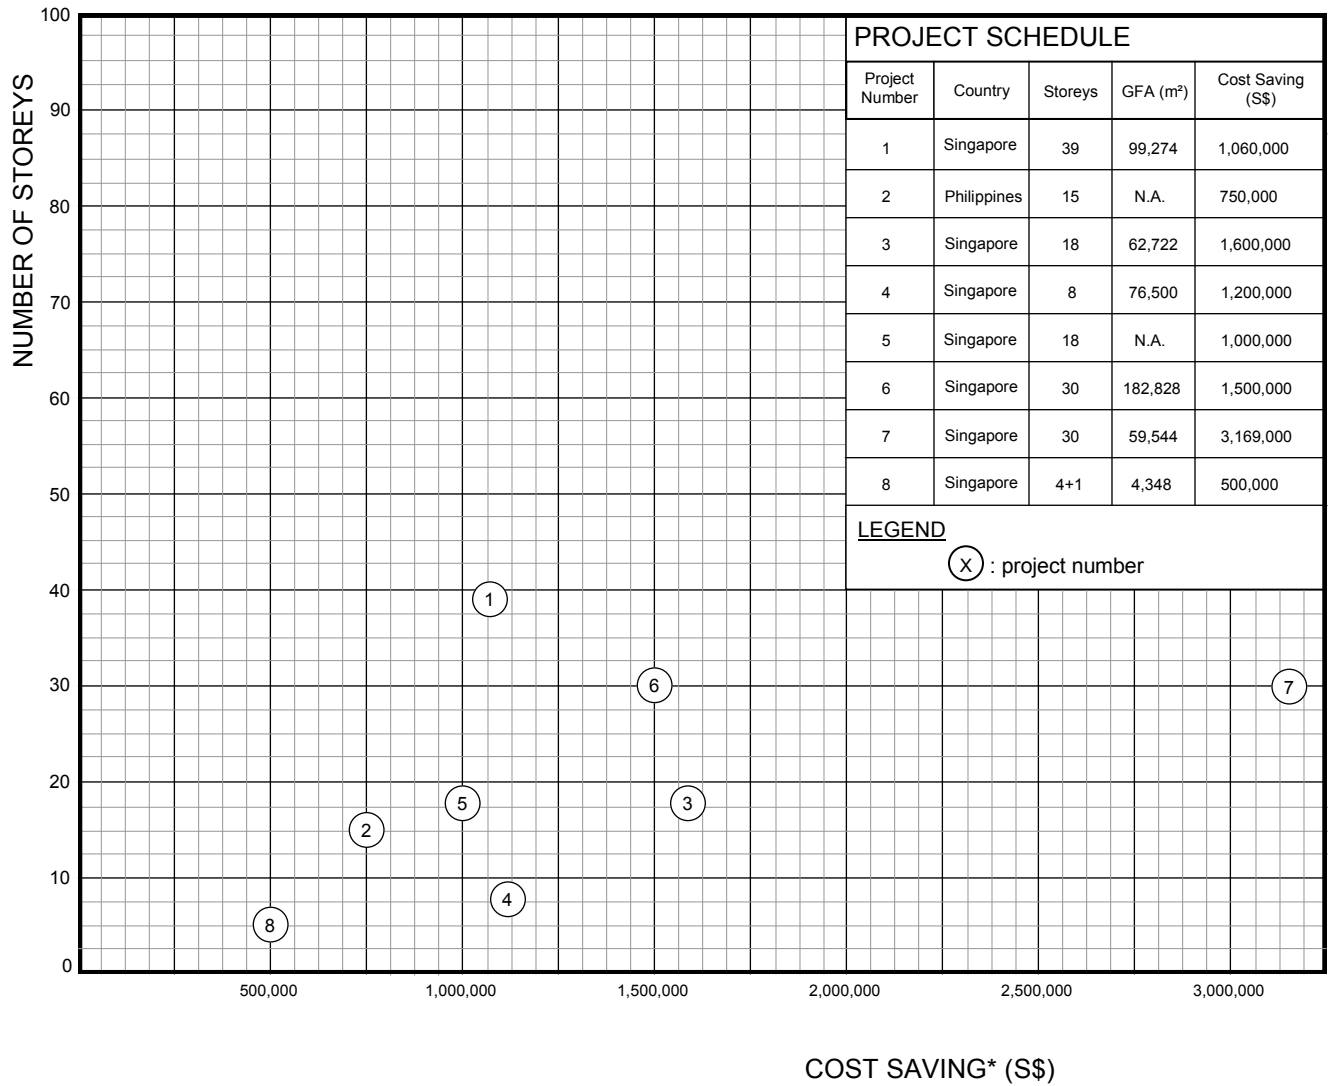 PROJECT SCHEDULE
Project Number Country Storeys GFA (m²) Cost Saving (S$)
1 Singapore 39 99,274 1,060,000
2 Philippines 15 N.A. 750,000
3 Singapore 18 62,722 1,600,000
4 Singapore 8 76,500 1,200,000
5 Singapore 18 N.A. 1,000,000
6 Singapore 30 182,828 1,500,000
7 Singapore 30 59,544 3,169,000
8 Singapore 4+1 4,348 500,000
LEGEND
X : project number
NUMBER OF STOREYS
100
90
80
70
60
50
40
30
20
10
0
1
6
7
5
3
2
4
8
500,000 1,000,000 1,500,000 2,000,000 2,500,000 3,000,000
COST SAVING* (S$)